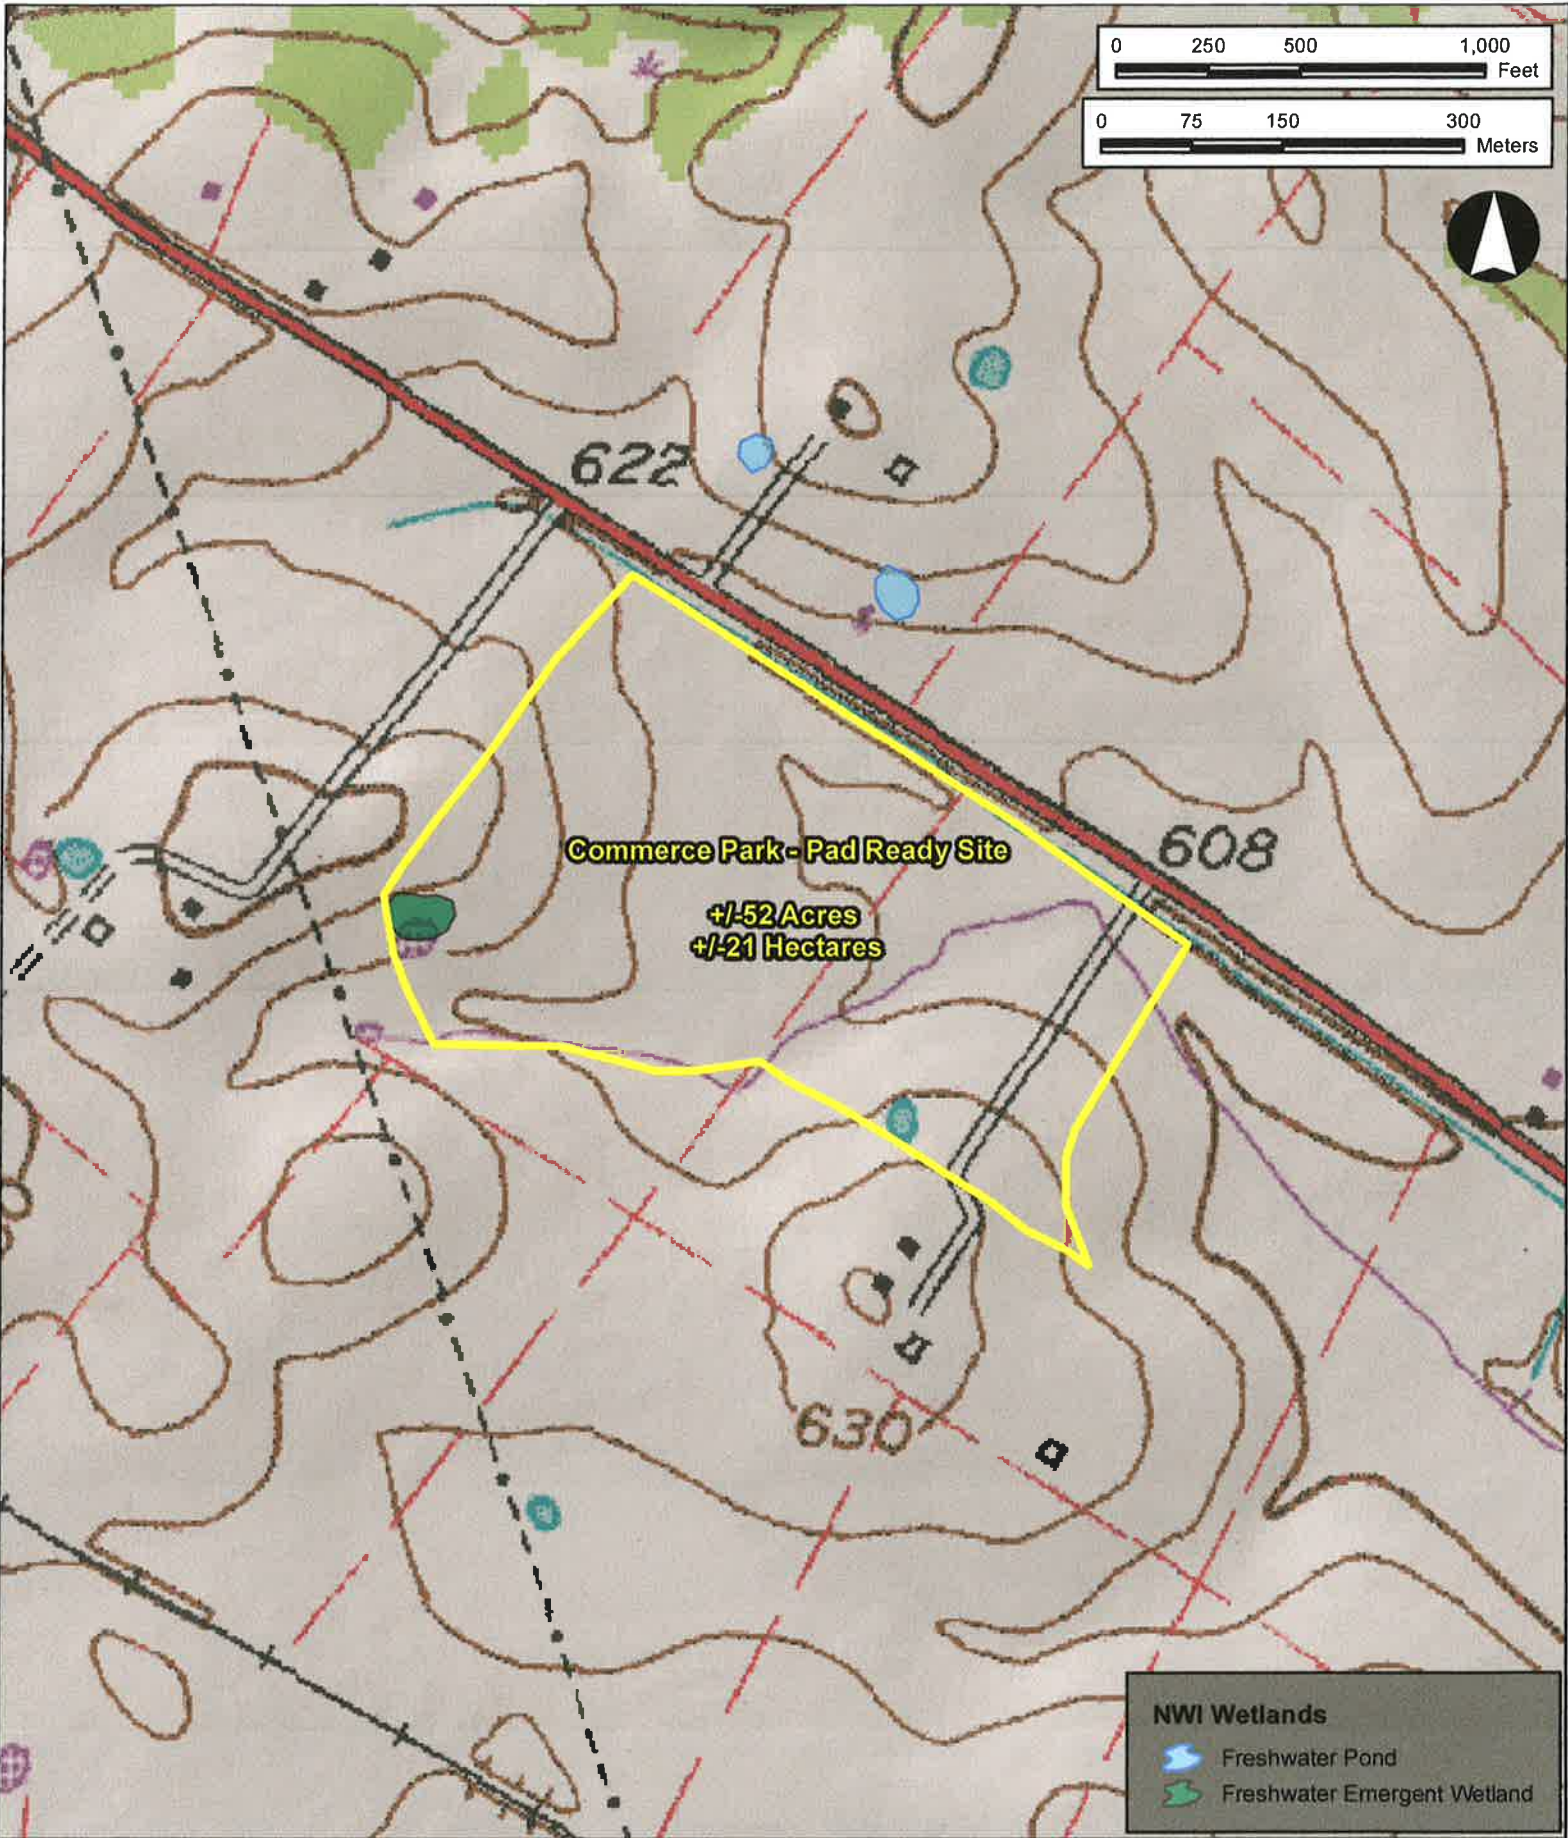 0 250 500 1,000
Feet
0 75 150 300
Meters
622
Commerce Park - Pad Ready Site
608
+/-52 Acres
+/-21 Hectares
630
NWI Wetlands
Freshwater Pond
Freshwater Emergent Wetland